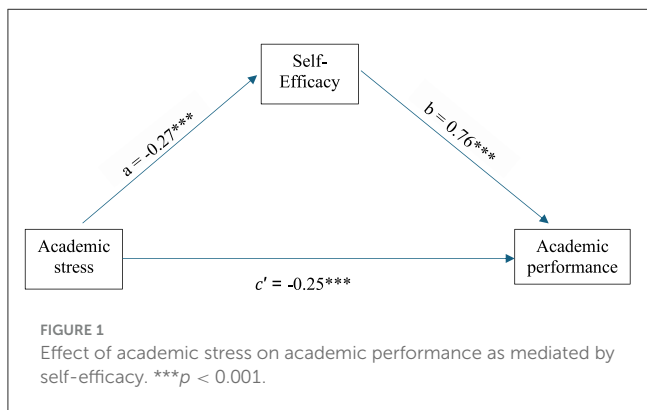 Self-
Efficacy
a = -0.27***
b = 0.76***
Academic
stress
Academic
performance
c' = -0.25***
FIGURE 1
Effect of academic stress on academic performance as mediated by
self-efficacy. ***p < 0.001.